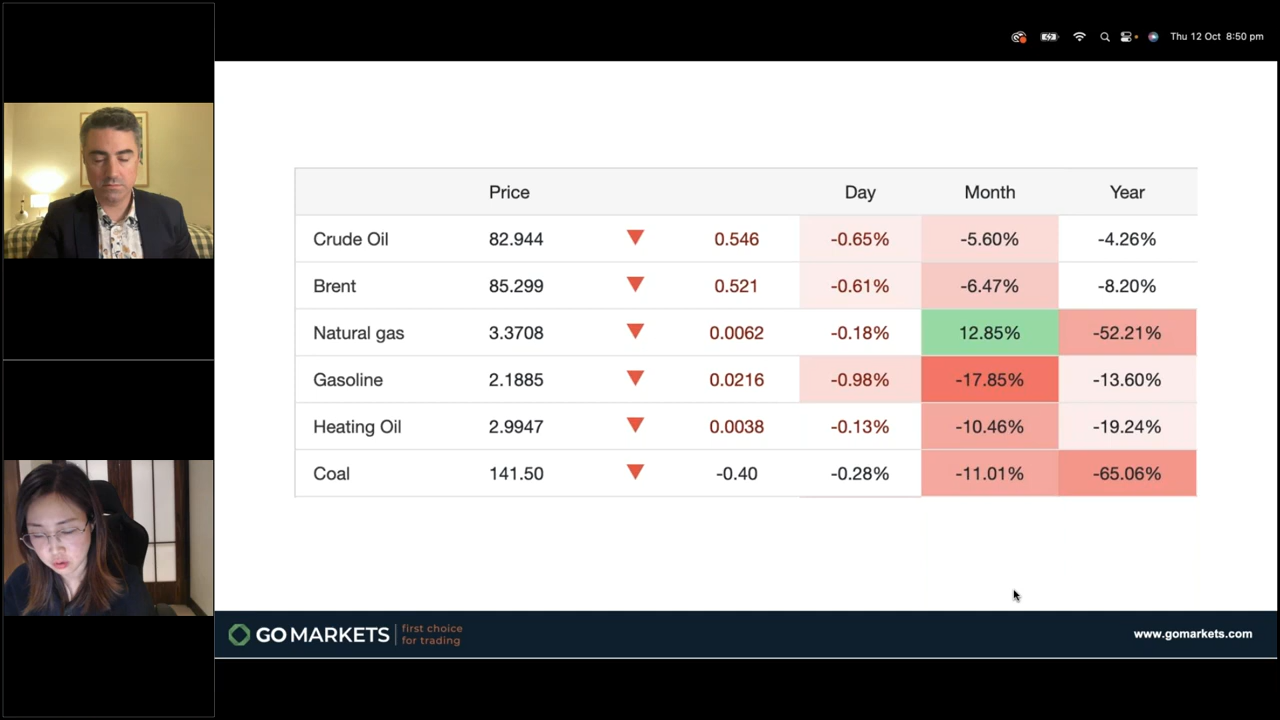 Thu 12 Oct 8:50 pm
Price Day Month Year
Crude Oil 82.944 0.546 -0.65% -5.60% -4.26%
Brent 85.299 0.521 -0.61% -6.47% -8.20%
Natural gas 3.3708 0.0062 -0.18% 12.85% -52.21%
Gasoline 2.1885 0.0216 -0.98% -17.85% -13.60%
Heating Oil 2.9947 0.0038 -0.13% -10.46% -19.24%
Coal 141.50 -0.40 -0.28% -11.01% -65.06%
GO MARKETS
first choice
for trading
www.gomarkets.com